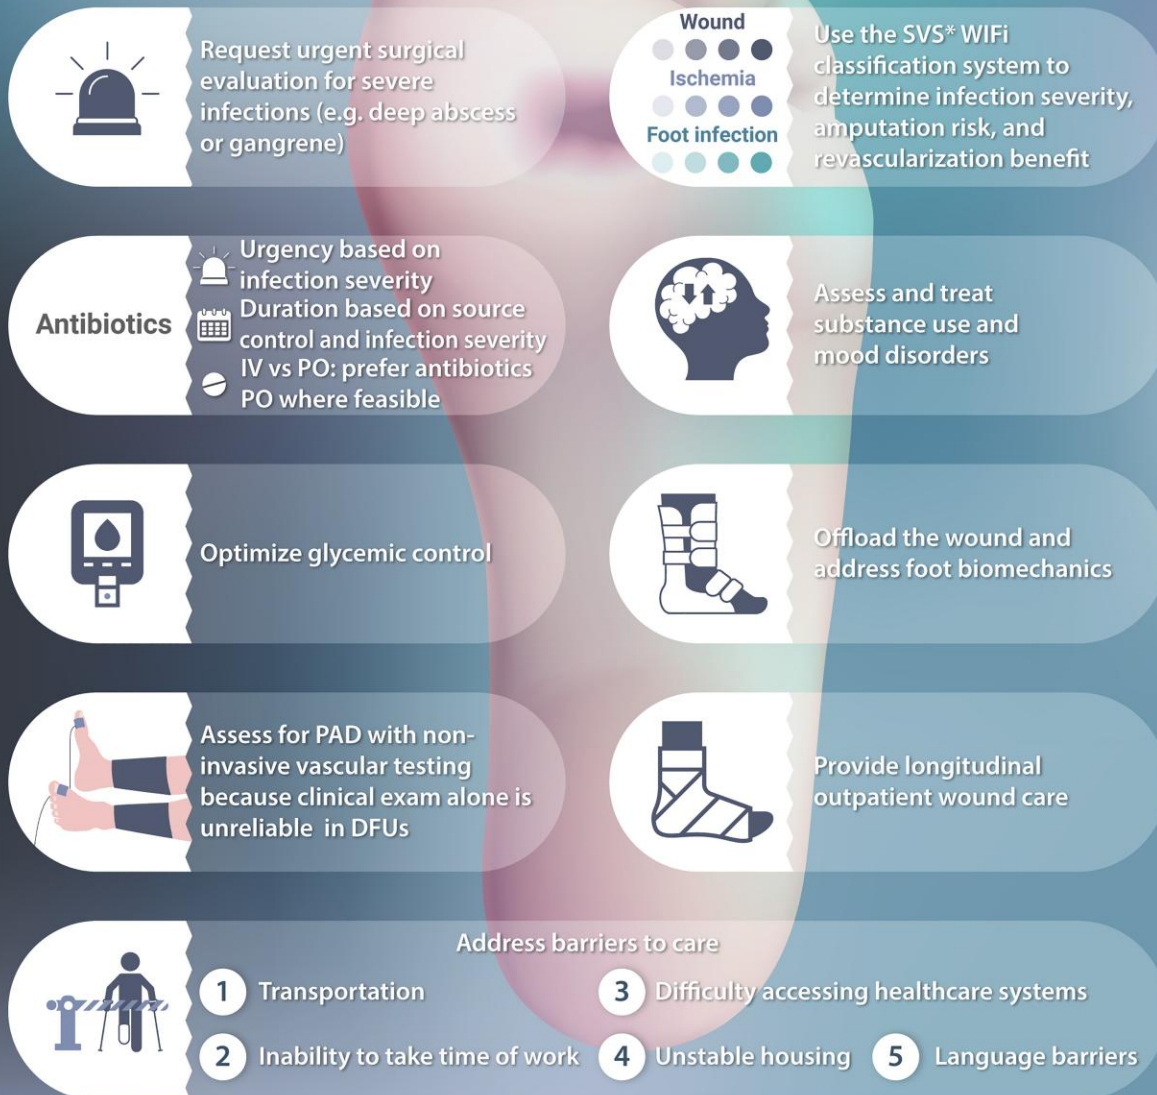 Request urgent surgical
evaluation for severe
infections (e.g. deep abscess
or gangrene)
Wound
Ischemia
Foot infection
Use the SVS* WIFi
classification system to
determine infection severity,
amputation risk, and
revascularization benefit
Antibiotics
Urgency based on
infection severity
Duration based on source
control and infection severity
IV vs PO: prefer antibiotics
PO where feasible
Assess and treat
substance use and
mood disorders
Optimize glycemic control
Offload the wound and
address foot biomechanics
Assess for PAD with non-
invasive vascular testing
because clinical exam alone is
unreliable in DFUs
Provide longitudinal
outpatient wound care
Address barriers to care
1 Transportation
2 Inability to take time of work
3 Difficulty accessing healthcare systems
4 Unstable housing
5 Language barriers